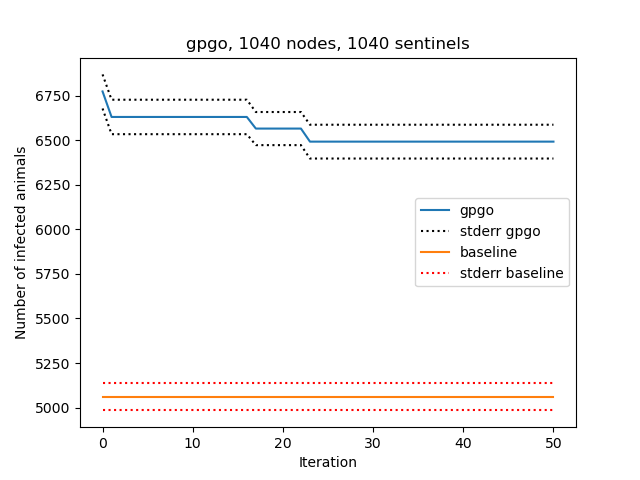 gpgo, 1040 nodes, 1040 sentinels
Number of infected animals
6750
6500
6250
6000
5750
5500
5250
5000
gpgo
stderr gpgo
baseline
stderr baseline
0 10 20 30 40 50
Iteration